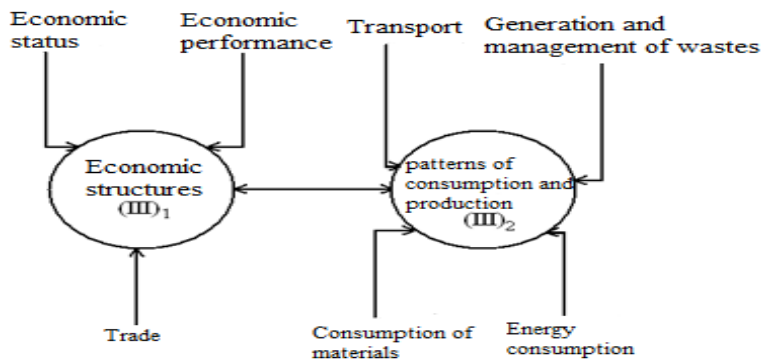 Economic
status
Economic
performance
Transport
Generation and
management of wastes
Economic
structures
(III)1
patterns of
consumption and
production
(III)2
Trade
Consumption of
materials
Energy
consumption